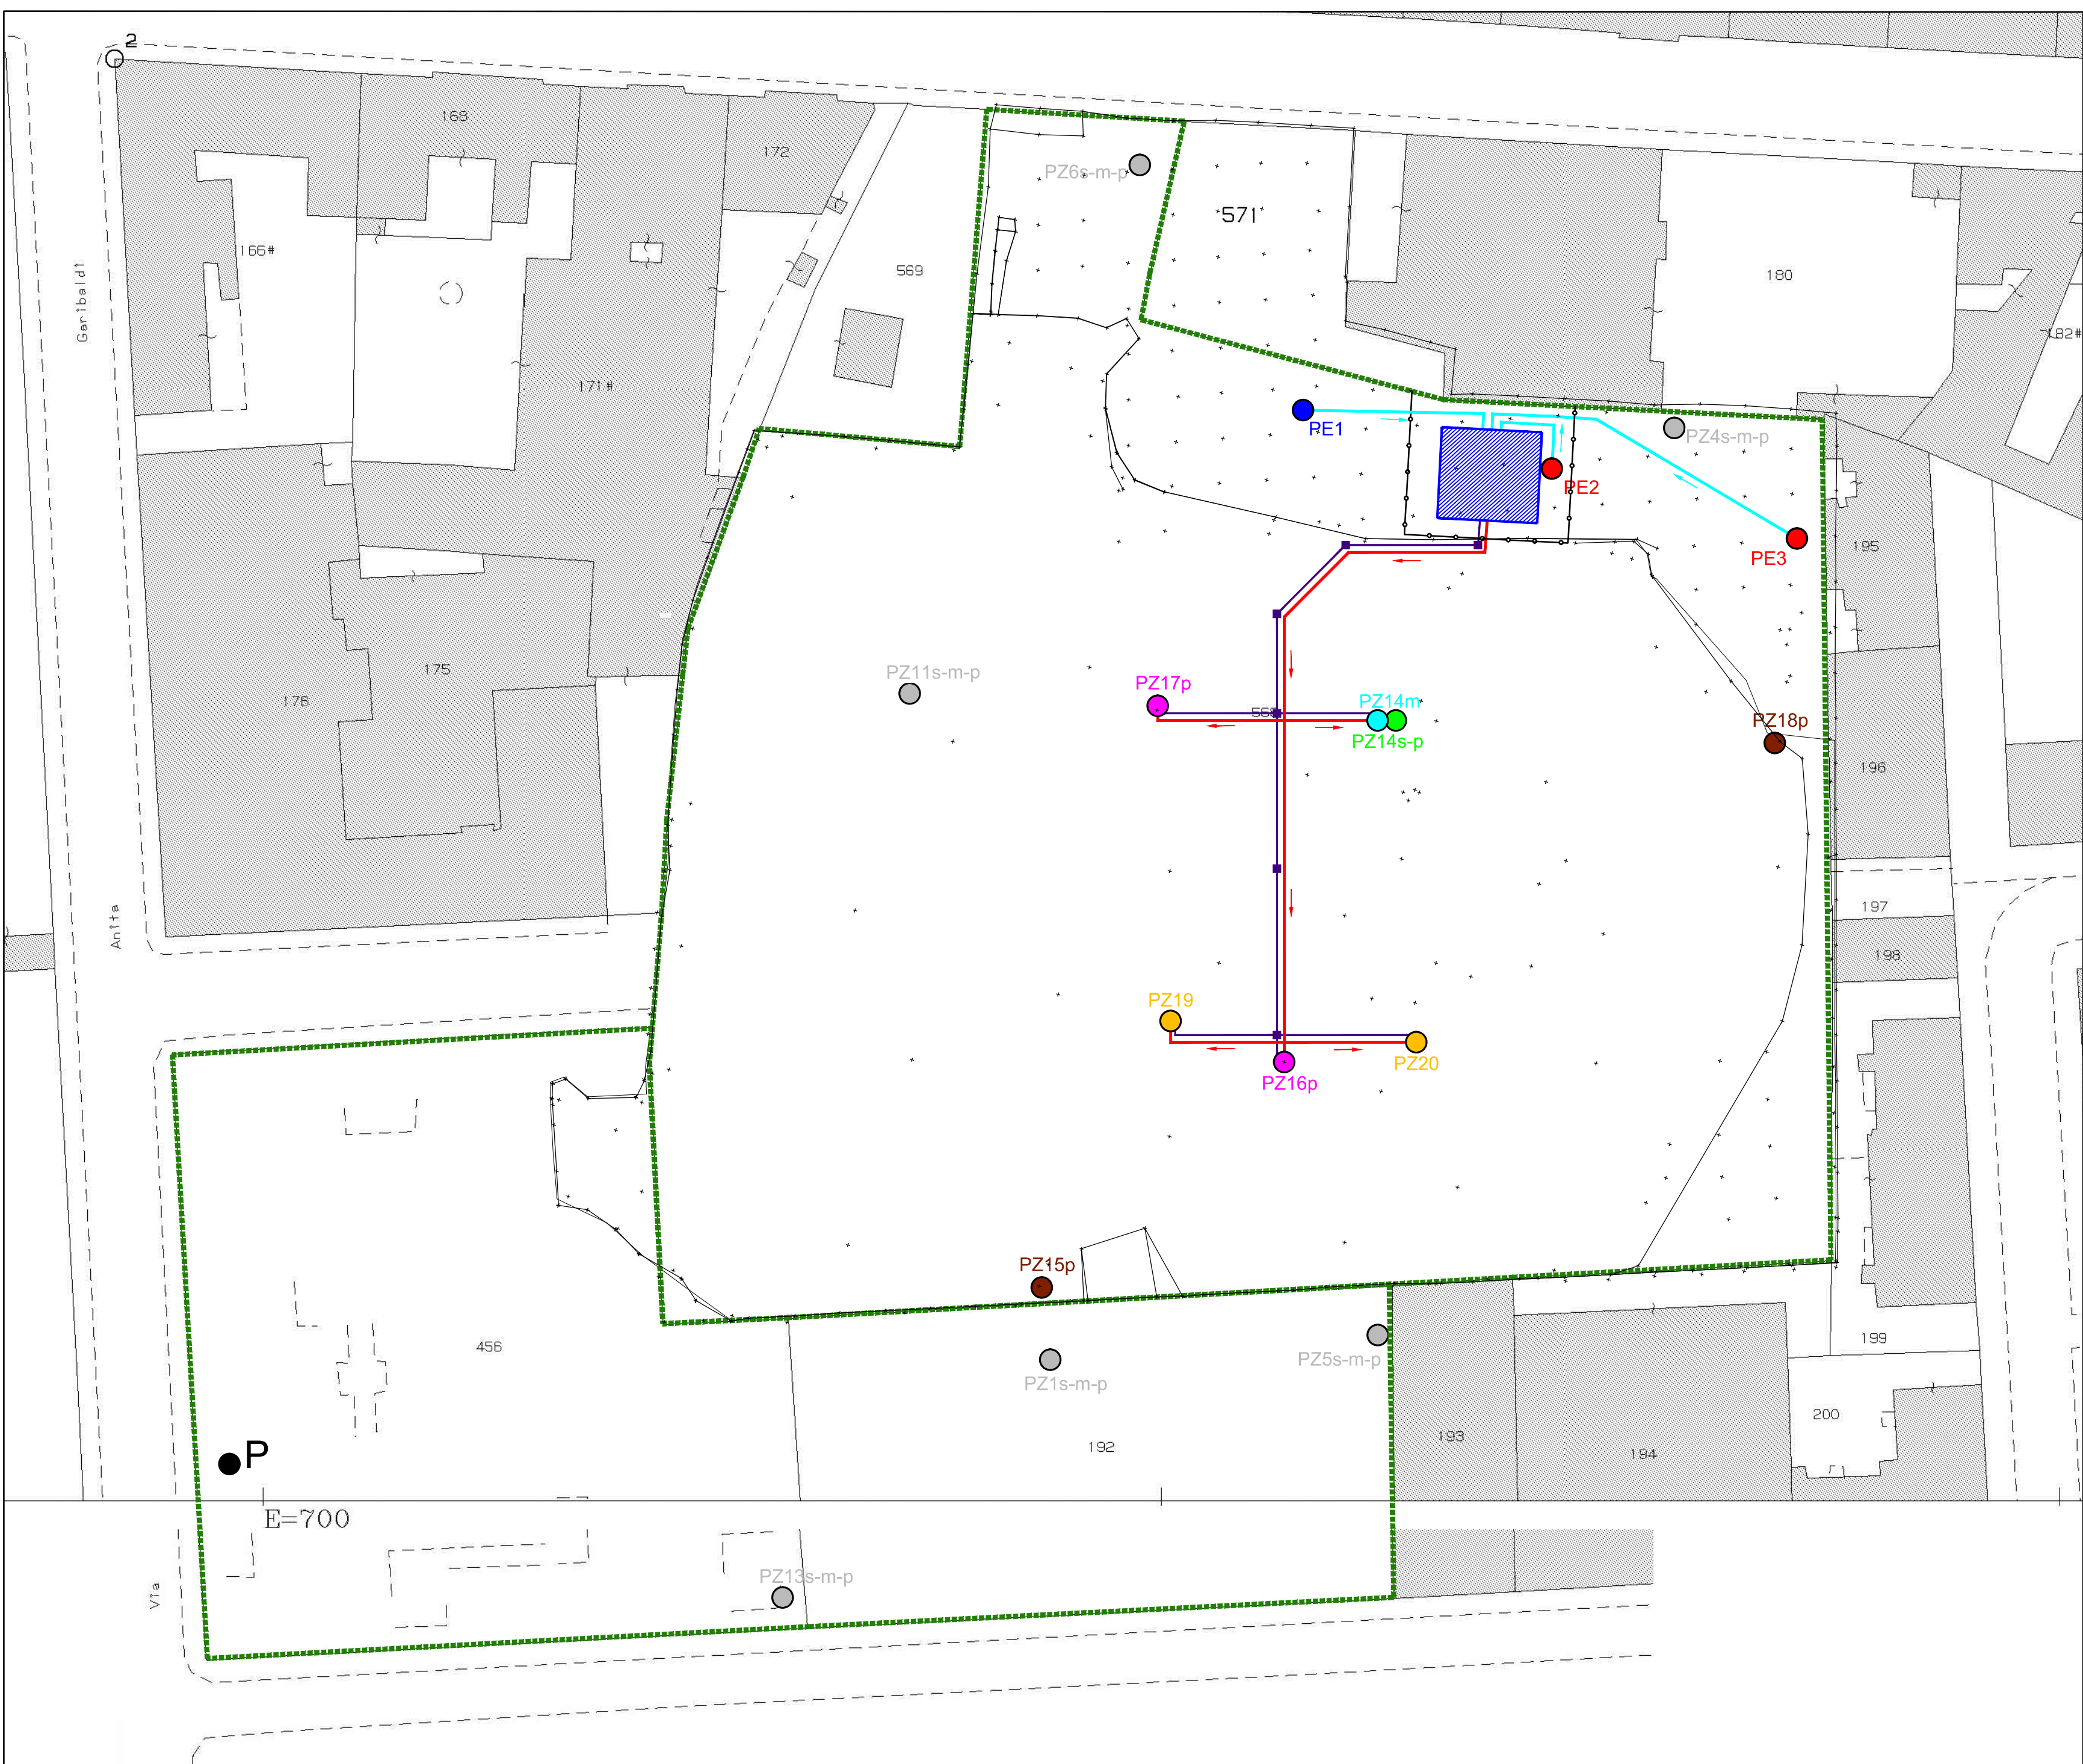 2
168
172
PZ6s-m-p
571
166#
Garibaldi
569
180
182#
171#
PE1
PZ4s-m-p
PE2
PE3
195
175
176
PZ11s-m-p
PZ17p
PZ14m
PZ14s-p
PZ18p
196
197
Anita
198
PZ19
PZ20
PZ16p
PZ15p
456
PZ1s-m-p
PZ5s-m-p
199
200
192
193
194
P
E=700
PZ13s-m-p
Via